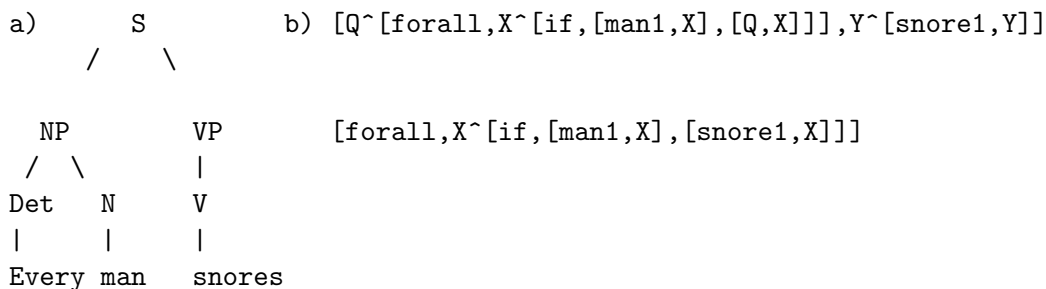 a)        S         b) [Q^[forall,X^[if,[man1,X],[Q,X]]],Y^[snore1,Y]]
      /    \
  NP        VP        [forall,X^[if,[man1,X],[snore1,X]]]
 /  \       |
Det   N     V
|     |     |
Every man   snores